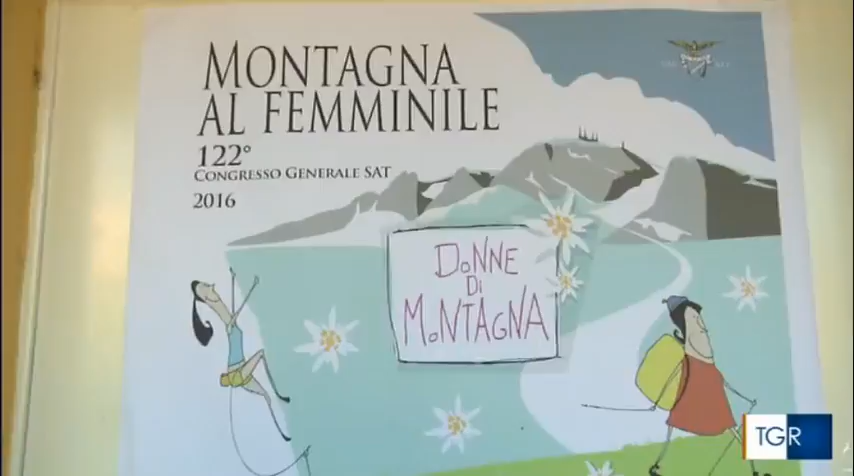 MONTAGNA
AL FEMMINILE
122°
CONGRESSO GENERALE SAT
2016
DoNNE
Di
MoNTAGNA
TGR